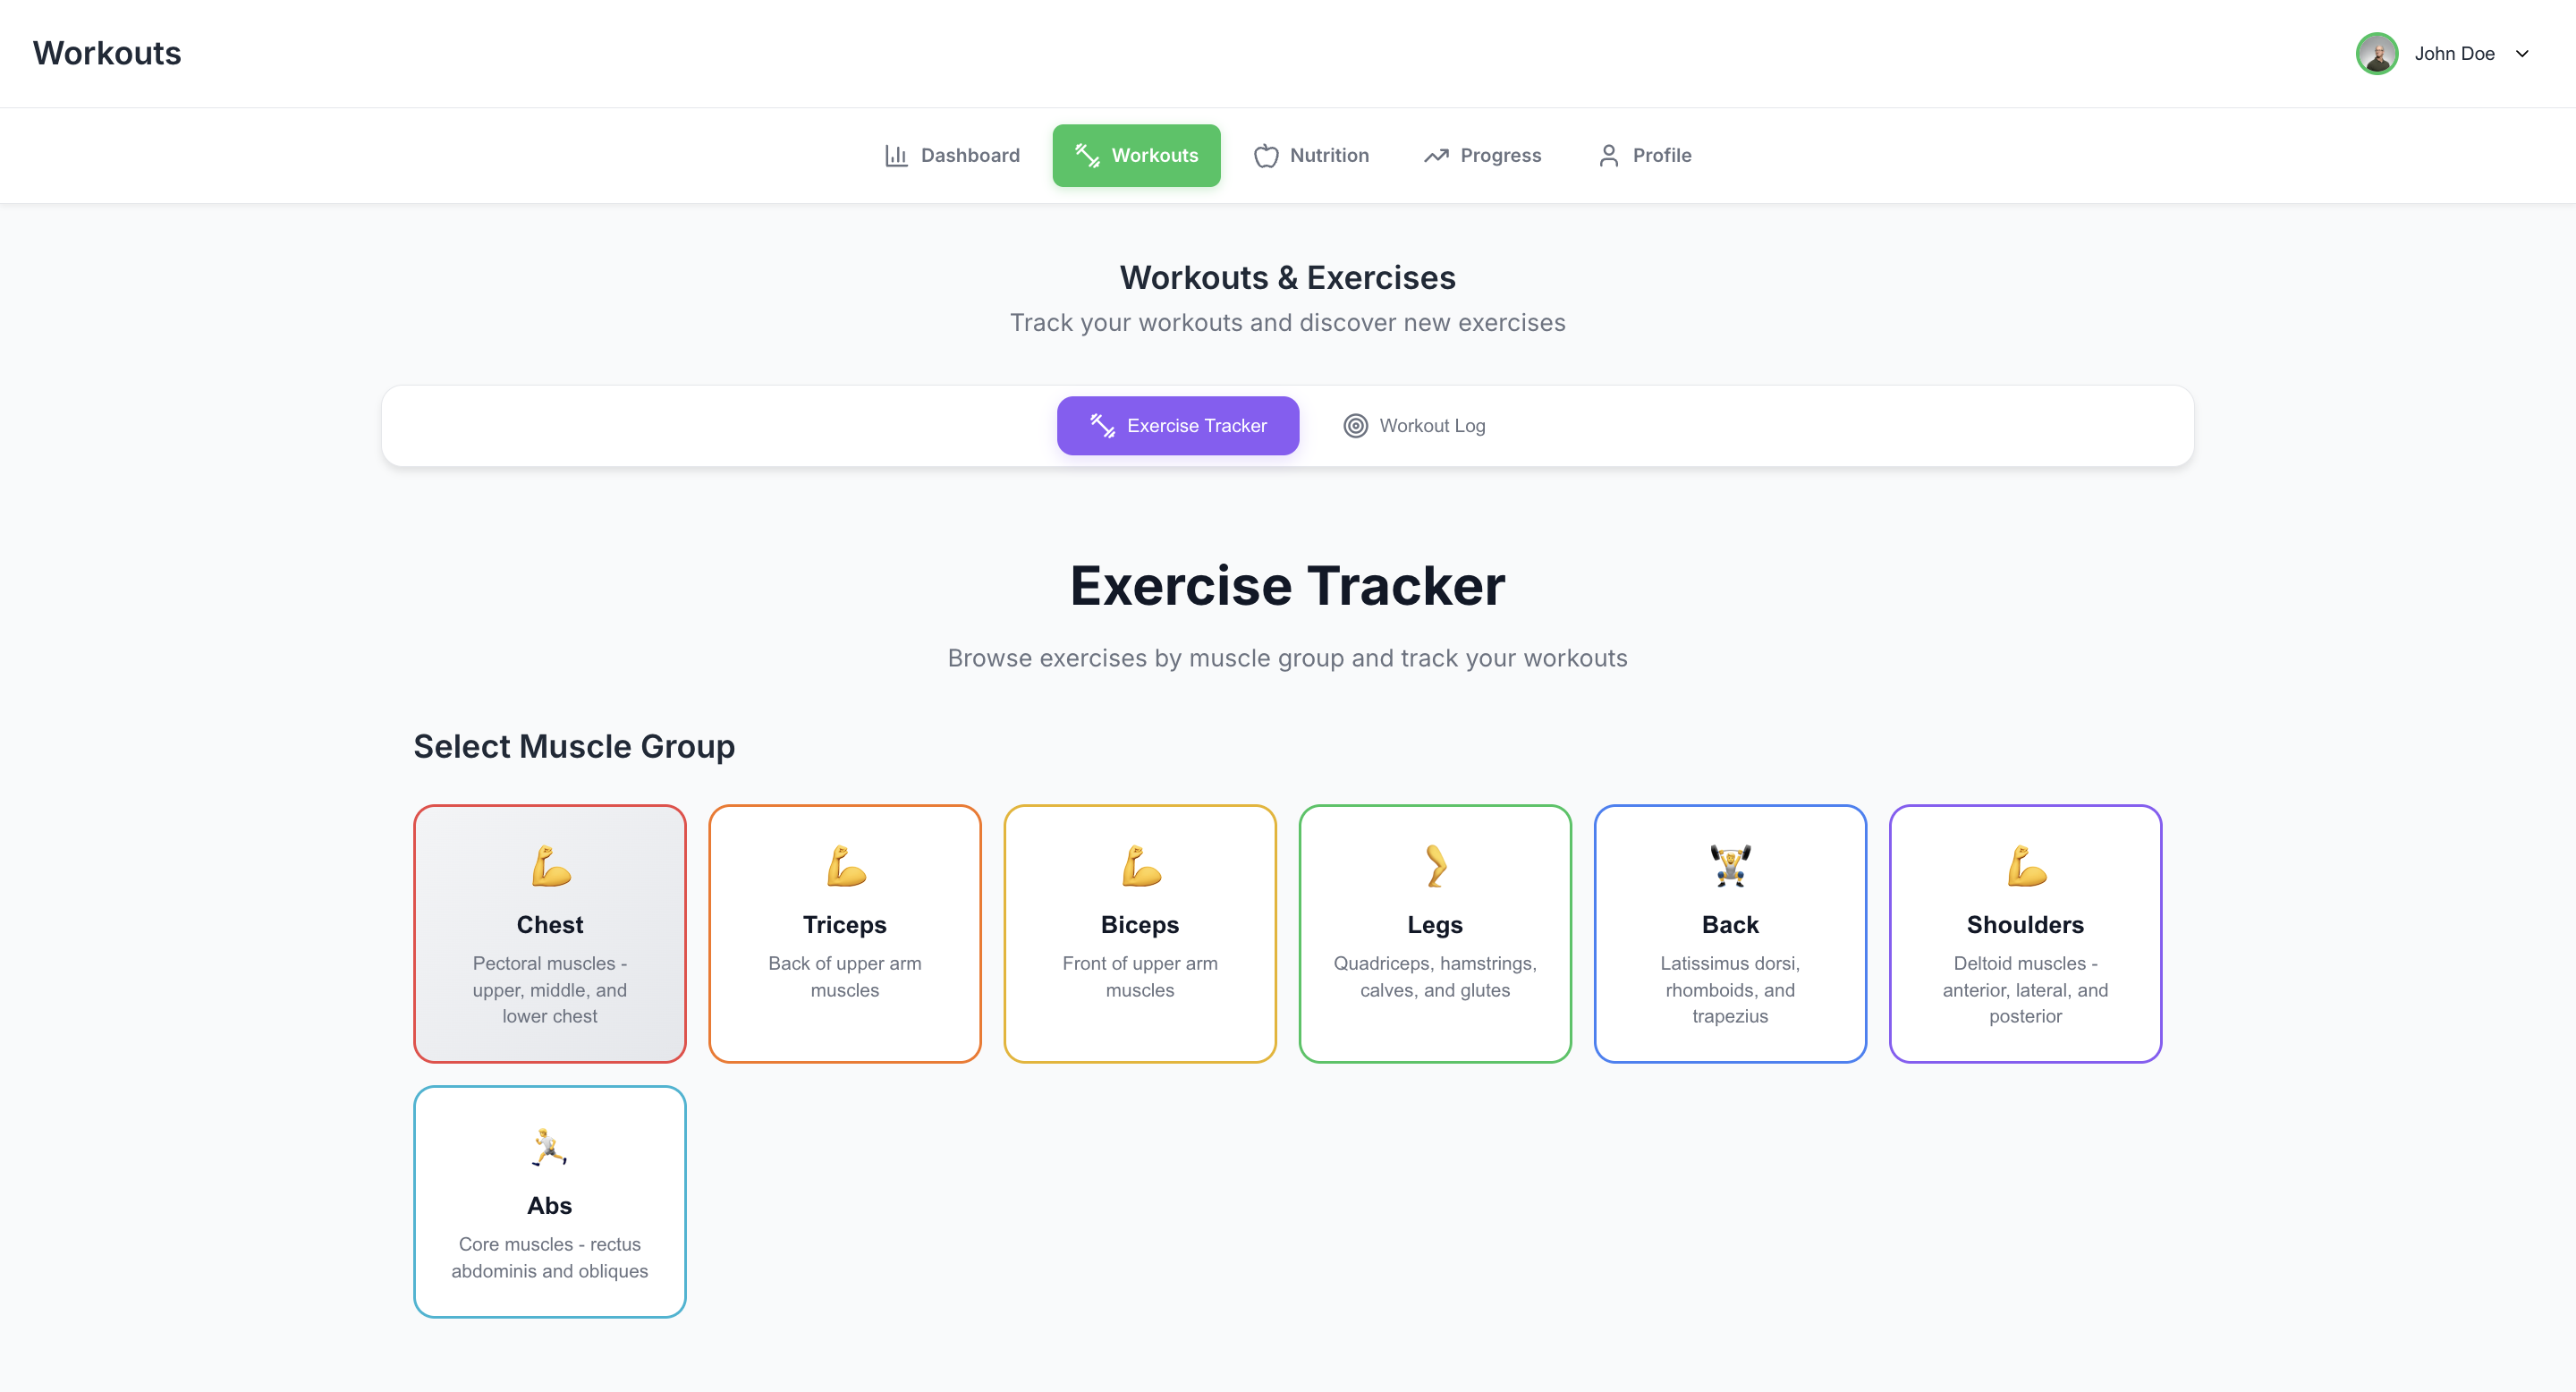 Workouts
John Doe
Dashboard
Workouts
Nutrition
Progress
Profile
Workouts & Exercises
Track your workouts and discover new exercises
Exercise Tracker
Workout Log
Exercise Tracker
Browse exercises by muscle group and track your workouts
Select Muscle Group
Chest
Pectoral muscles -
upper, middle, and
lower chest
Triceps
Back of upper arm
muscles
Biceps
Front of upper arm
muscles
Legs
Quadriceps, hamstrings,
calves, and glutes
Back
Latissimus dorsi,
rhomboids, and
trapezius
Shoulders
Deltoid muscles -
anterior, lateral, and
posterior
Abs
Core muscles - rectus
abdominis and obliques